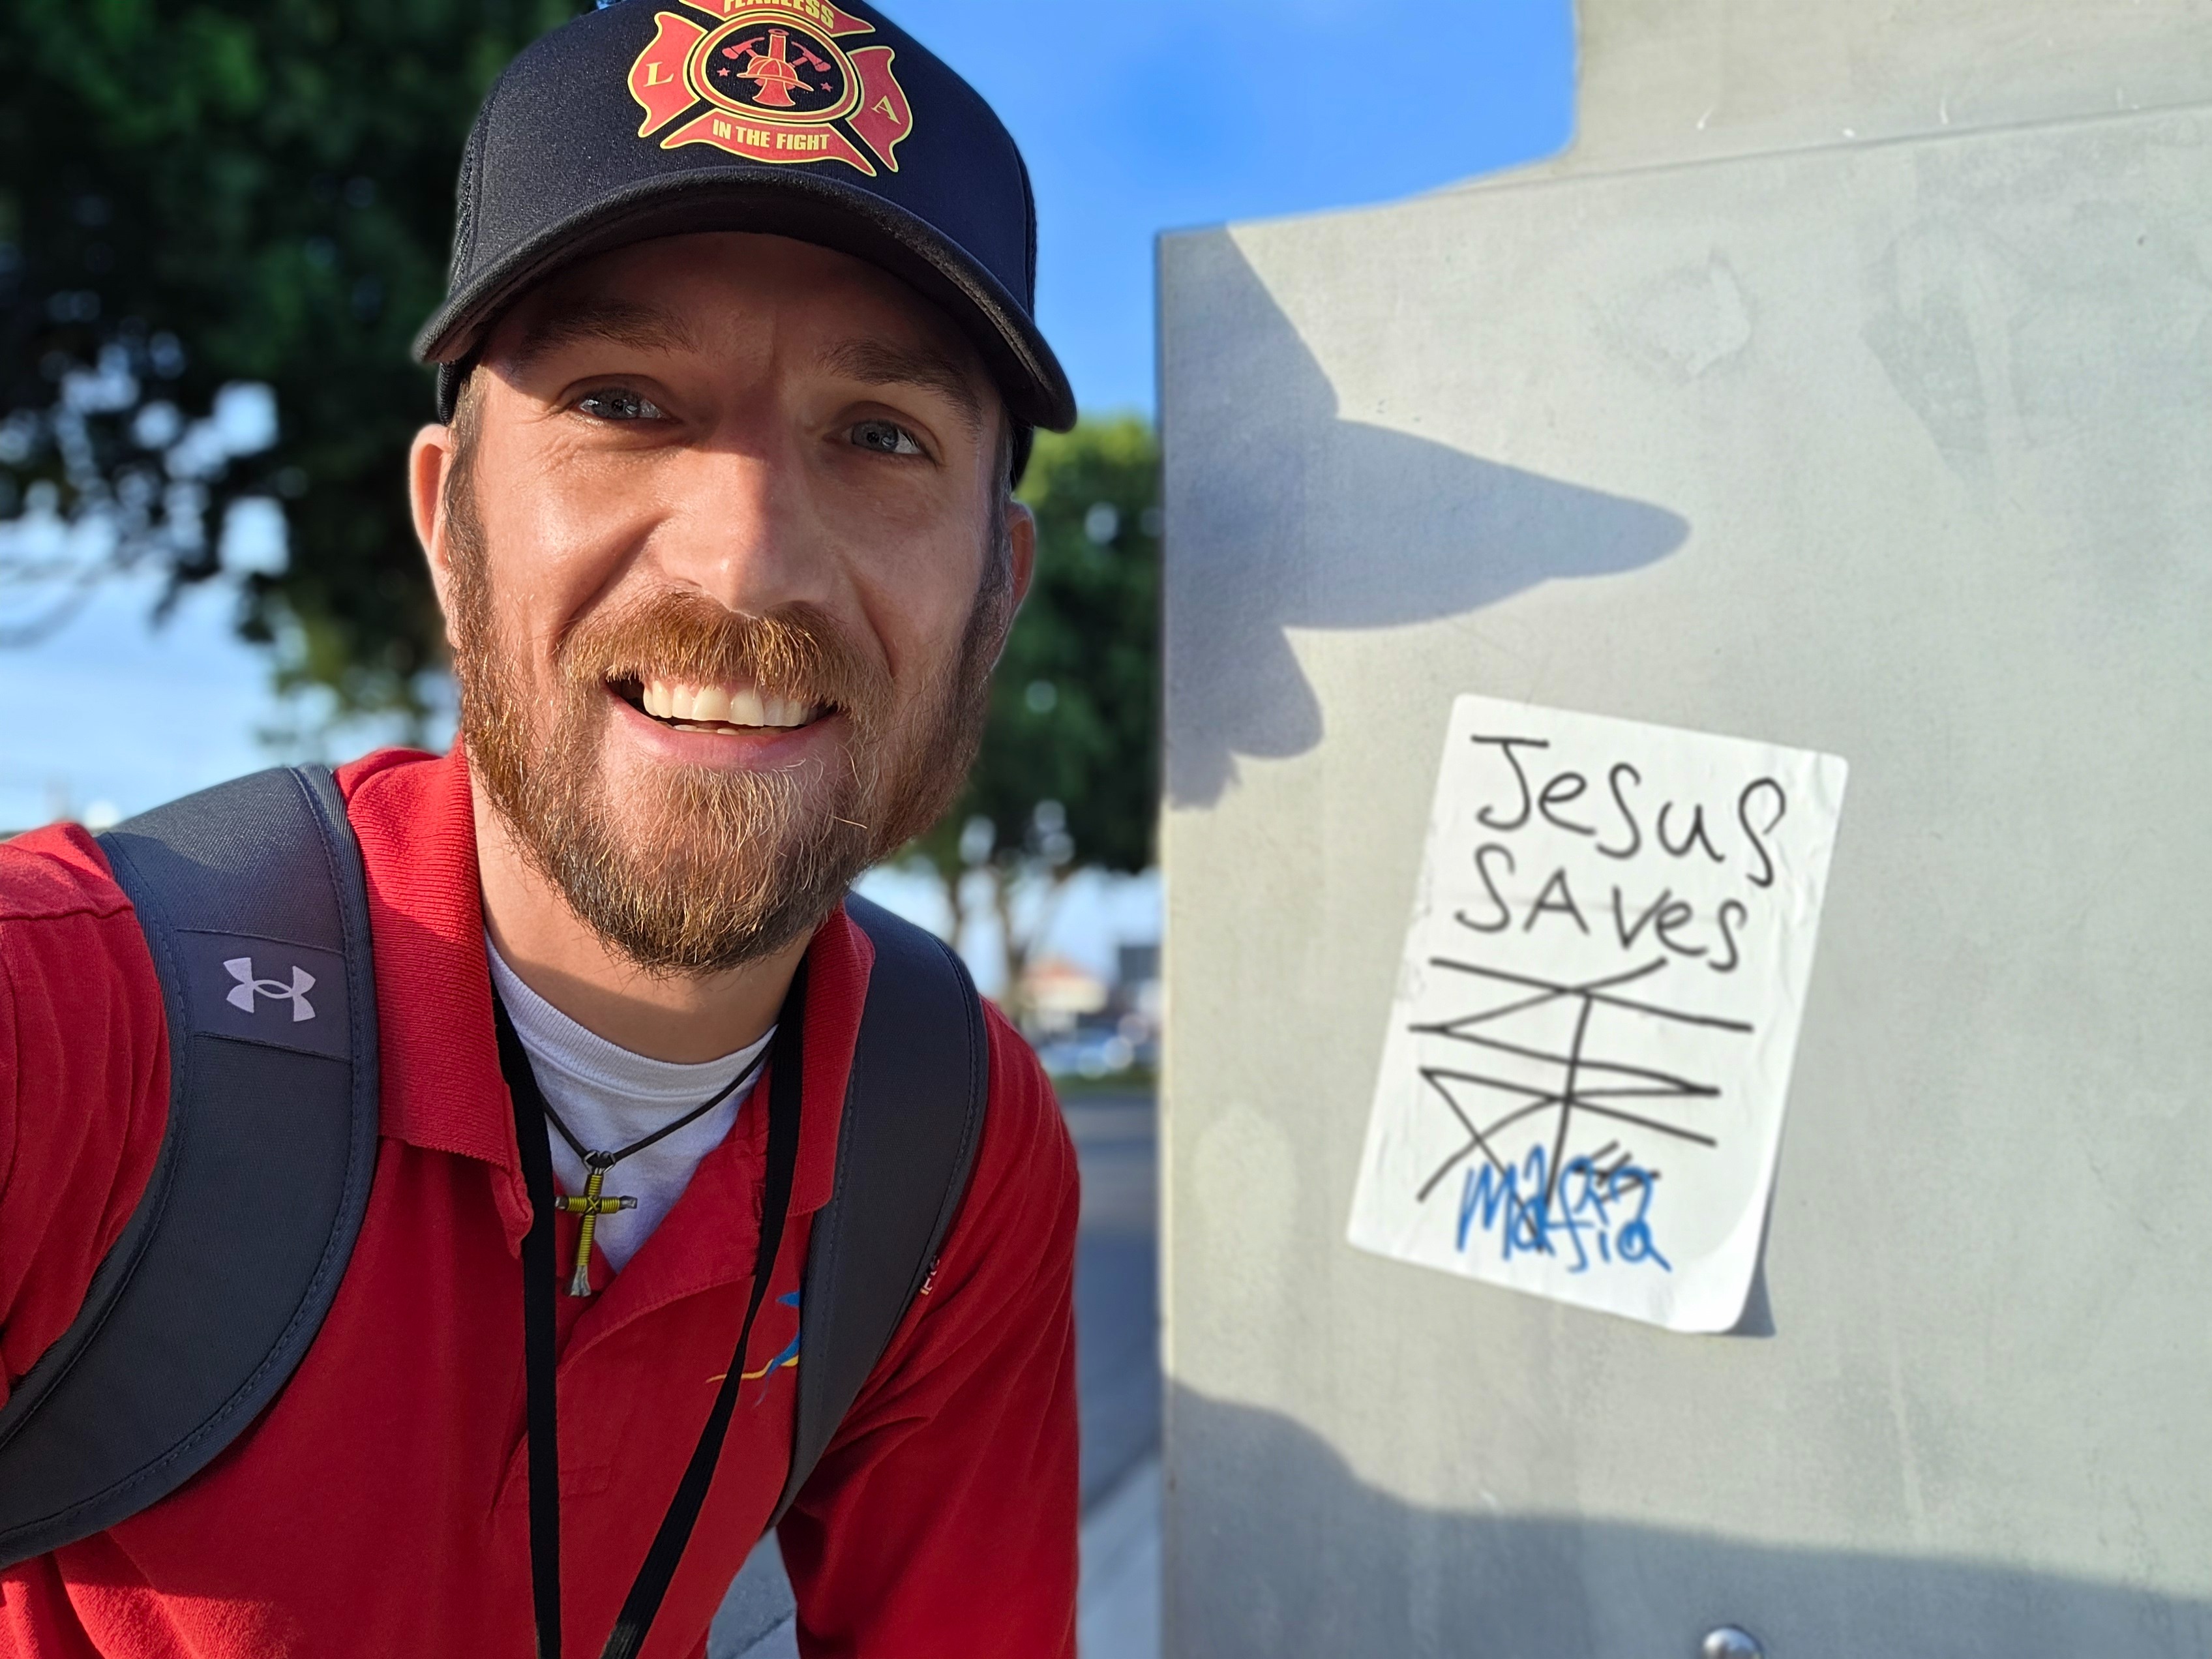 FEARLESS
L A
IN THE FIGHT
Jesus
SAves
mafia